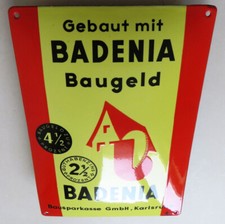 Gebaut mit
BADENIA
Baugeld
4½
2½
BADENIA
Bausparkasse GmbH., Karlsruhe